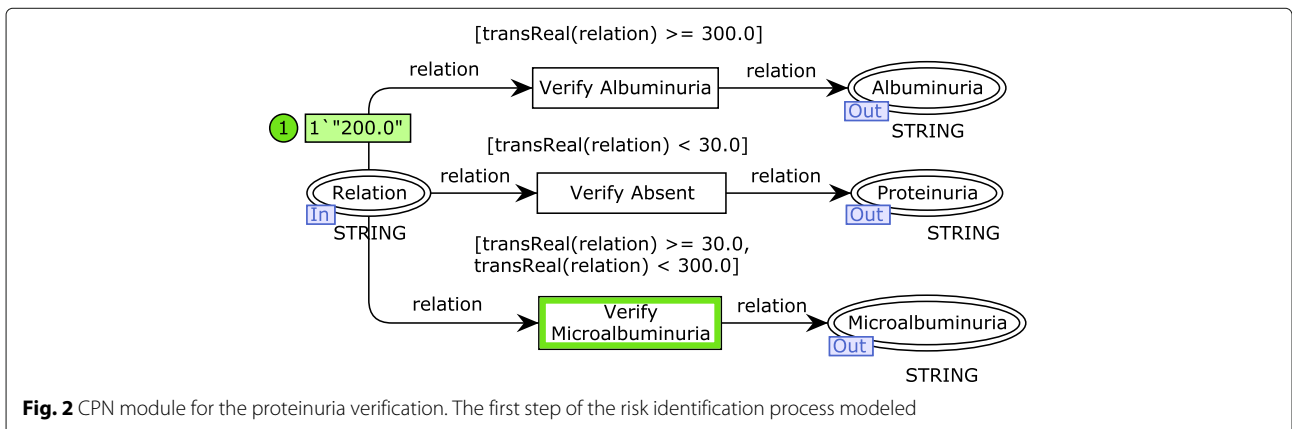 [transReal(relation) >= 300.0]
relation
Verify Albuminuria
relation
Albuminuria
Out
STRING
1
1`"200.0"
[transReal(relation) < 30.0]
Relation
In
STRING
relation
Verify Absent
relation
Proteinuria
Out
STRING
[transReal(relation) >= 30.0,
transReal(relation) < 300.0]
relation
Verify
Microalbuminuria
relation
Microalbuminuria
Out
STRING
Fig. 2 CPN module for the proteinuria verification. The first step of the risk identification process modeled